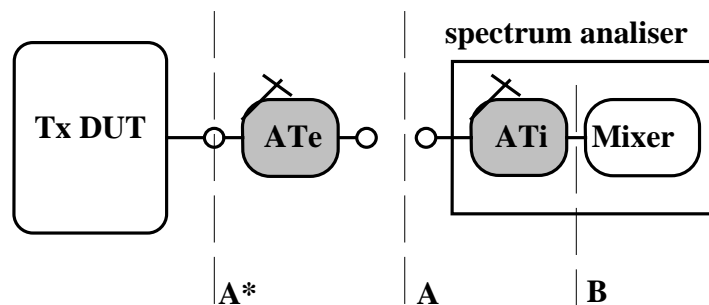 spectrum analiser
Tx DUT
ATe
ATi
Mixer
A*
A
B